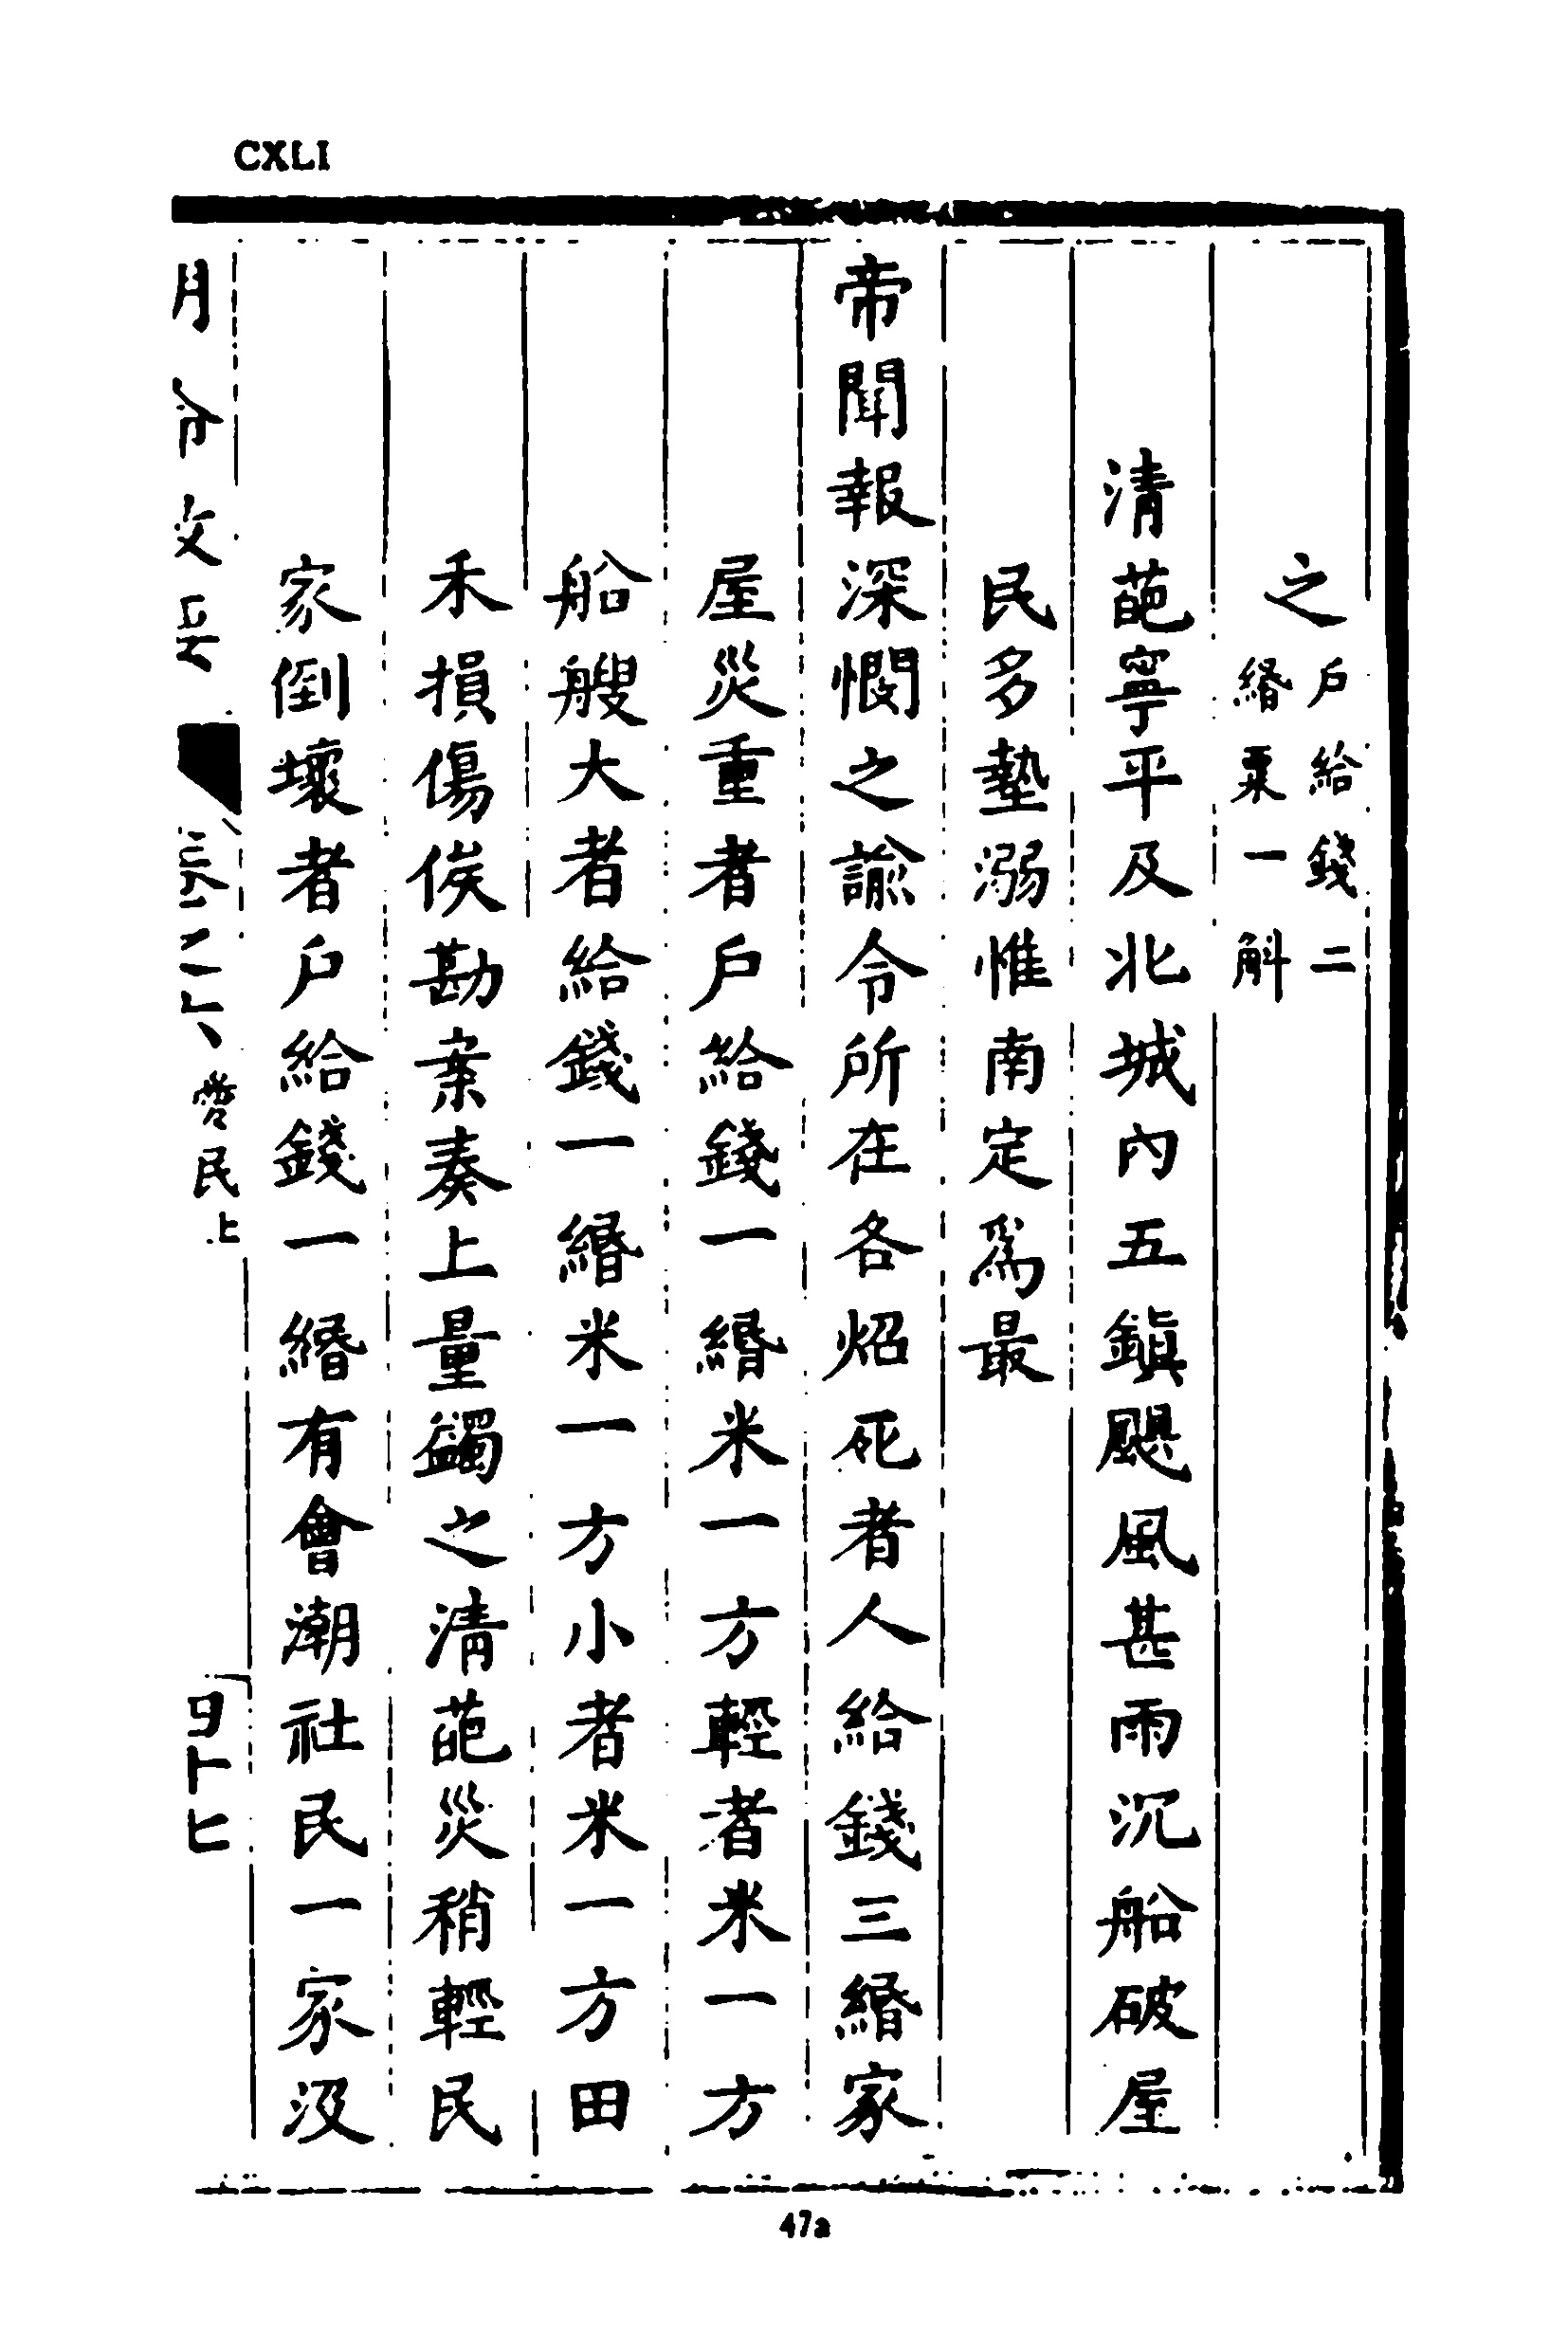 CXLI
之戶給錢二緡粟一斛
清葩寧平及北城內五鎭颶風甚雨沉船破屋
民多墊溺惟南定爲最
帝聞報深憫之諭令所在各炤死者人給錢三緡家
屋災重者戶給錢一緡米一方輕者米一方
船艘大者給錢一緡米一方小者米一方田
禾損傷俟勘案奏上量蠲之清葩災稍輕民
家倒壞者戶給錢一緡有會潮社民一家沒
民上
47a